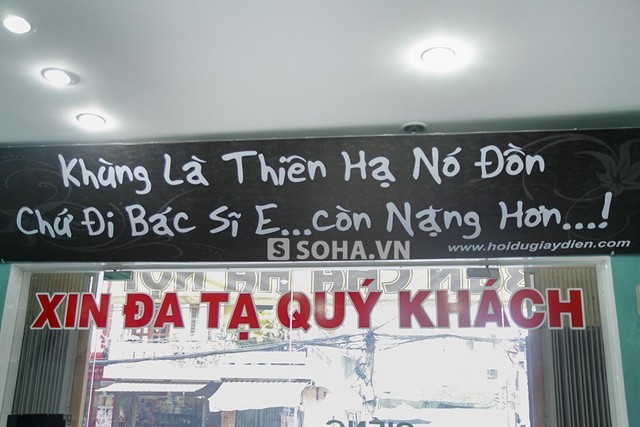 Khùng Là Thiên Hạ Nó Đồn
Chứ Đi Bác Sĩ E...còn Nặng Hơn...!
SOHA.VN
www.hoidugiaydien.com
XIN ĐA TẠ QUÝ KHÁCH